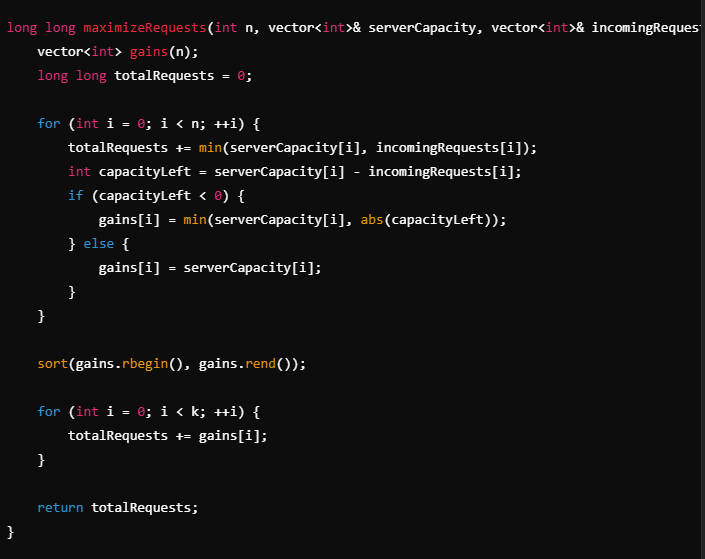 long long maximizeRequests(int n, vector<int>& serverCapacity, vector<int>& incomingReques
    vector<int> gains(n);
    long long totalRequests = 0;

    for (int i = 0; i < n; ++i) {
        totalRequests += min(serverCapacity[i], incomingRequests[i]);
        int capacityLeft = serverCapacity[i] - incomingRequests[i];
        if (capacityLeft < 0) {
            gains[i] = min(serverCapacity[i], abs(capacityLeft));
        } else {
            gains[i] = serverCapacity[i];
        }
    }

    sort(gains.rbegin(), gains.rend());

    for (int i = 0; i < k; ++i) {
        totalRequests += gains[i];
    }

    return totalRequests;
}